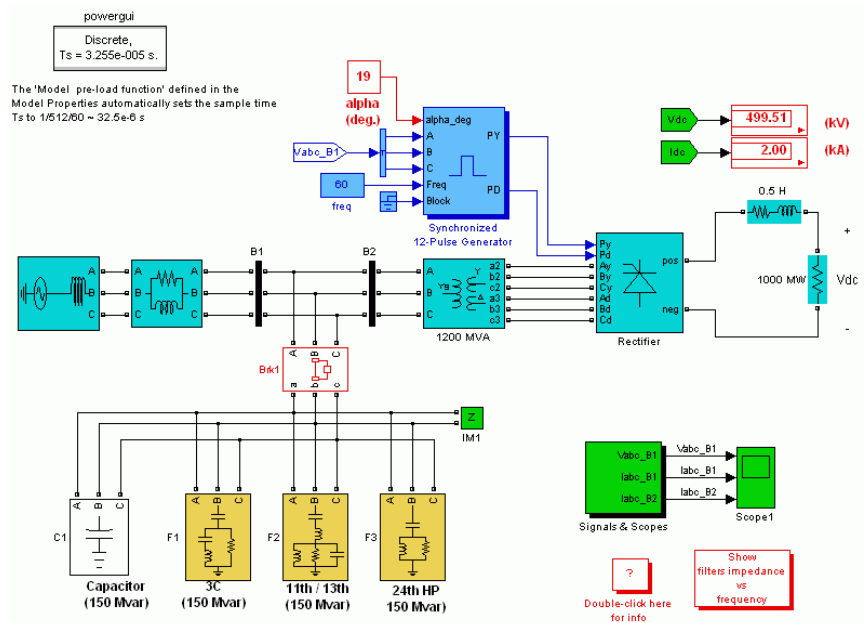 powergui
Discrete,
Ts = 3.255e-005 s.
The 'Model pre-load function' defined in the
Model Properties automatically sets the sample time
Ts to 1/512/60 ~ 32.5e-6 s
19
alpha
(deg.)
Vabc_B1
60
freq
alpha_deg
A
B
C
Freq
Block
PY
PD
Synchronized
12-Pulse Generator
Vdc
499.51
(kV)
Idc
2.00
(kA)
0.5 H
+
1000 MW
Vdc
-
A
B
C
A
B
C
A
B
C
B1
B2
A
B
C
Yg
Y
Δ
a2
b2
c2
a3
b3
c3
1200 MVA
Py
Pd
Ay
By
Cy
Ad
Bd
Cd
pos
neg
Rectifier
A
B
C
Brk1
a
b
c
Z
IM1
A
B
C
C1
Capacitor
(150 Mvar)
A
B
C
F1
3C
(150 Mvar)
A
B
C
F2
11th / 13th
(150 Mvar)
A
B
C
F3
24th HP
150 Mvar)
Vabc_B1
Iabc_B1
Iabc_B2
Signals & Scopes
Vabc_B1
Iabc_B1
Iabc_B2
Scope1
?
Double-click here
for info
Show
filters impedance
vs
frequency